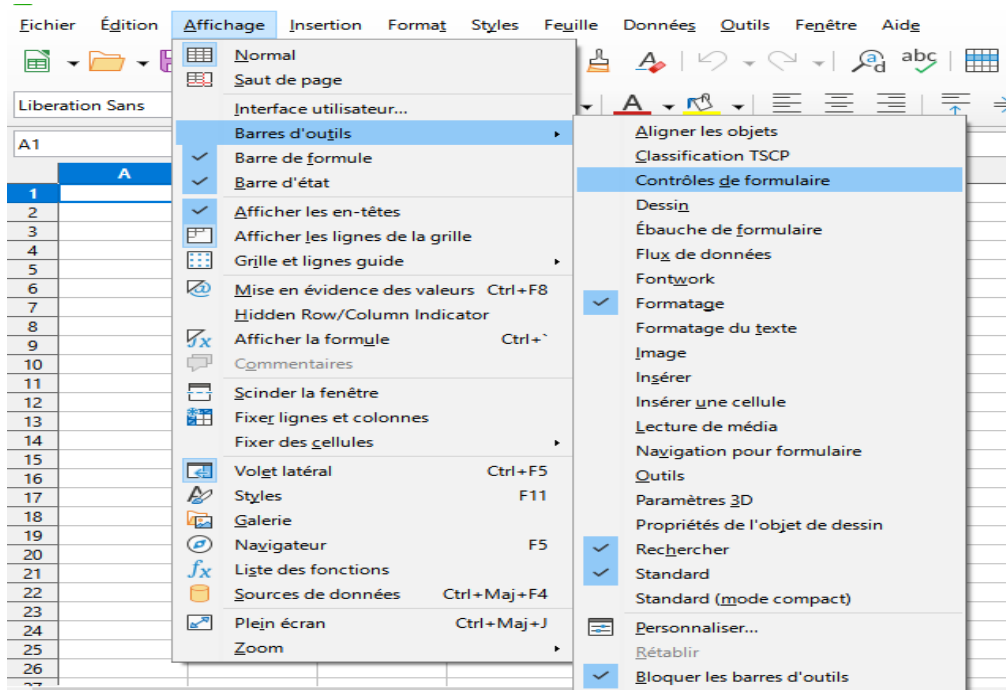 Fichier Édition Affichage Insertion Format Styles Feuille Données Outils Fenêtre Aide
abc
Liberation Sans
A1
A
1
2
3
4
5
6
7
8
9
10
11
12
13
14
15
16
17
18
19
20
21
22
23
24
25
26
27
Normal
Saut de page
Interface utilisateur...
Barres d'outils
Barre de formule
Barre d'état
Afficher les en-têtes
Afficher les lignes de la grille
Grille et lignes guide
Mise en évidence des valeurs Ctrl+F8
Hidden Row/Column Indicator
Afficher la formule Ctrl+`
Commentaires
Scinder la fenêtre
Fixer lignes et colonnes
Fixer des cellules
Volet latéral Ctrl+F5
Styles F11
Galerie
Navigateur F5
Liste des fonctions
Sources de données Ctrl+Maj+F4
Plein écran Ctrl+Maj+J
Zoom
Aligner les objets
Classification TSCP
Contrôles de formulaire
Dessin
Ébauche de formulaire
Flux de données
Fontwork
Formatage
Formatage du texte
Image
Insérer
Insérer une cellule
Lecture de média
Navigation pour formulaire
Outils
Paramètres 3D
Propriétés de l'objet de dessin
Rechercher
Standard
Standard (mode compact)
Personnaliser...
Rétablir
Bloquer les barres d'outils